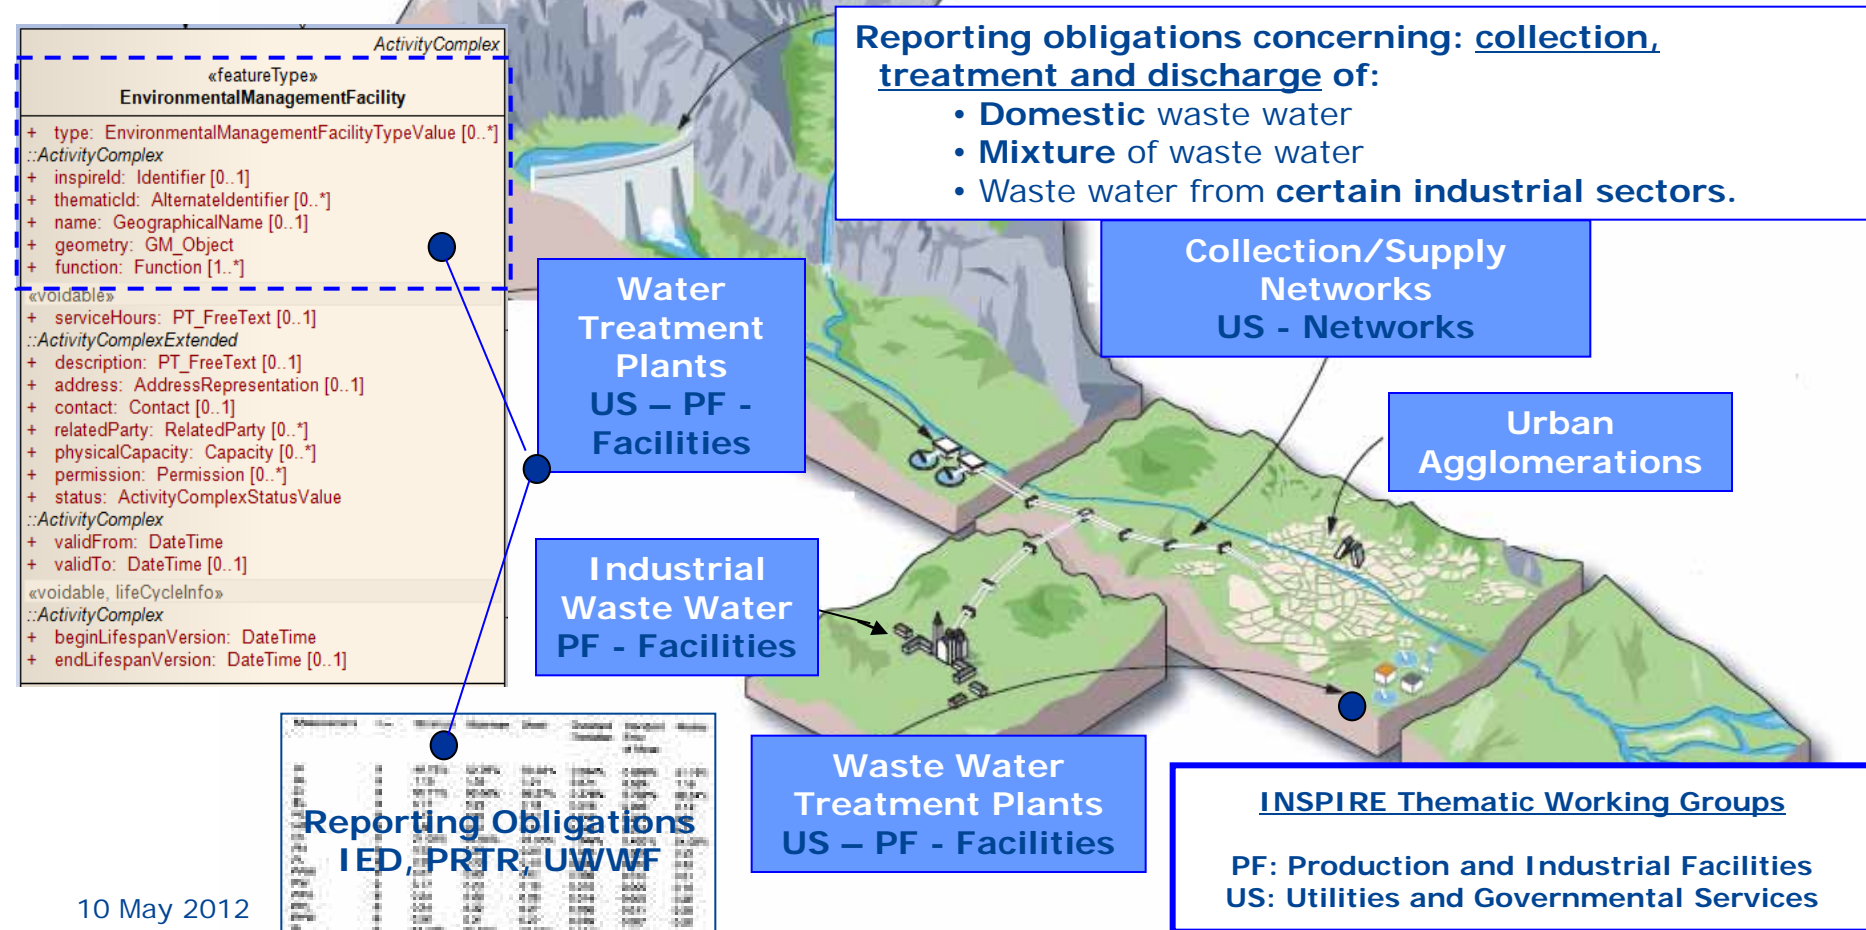 ActivityComplex
«featureType»
EnvironmentalManagementFacility
+ type: EnvironmentalManagementFacilityTypeValue [0..*]
::ActivityComplex
+ inspireId: Identifier [0..1]
+ thematicId: AlternateIdentifier [0..*]
+ name: GeographicalName [0..1]
+ geometry: GM_Object
+ function: Function [1..*]
«voidable»
+ serviceHours: PT_FreeText [0..1]
::ActivityComplexExtended
+ description: PT_FreeText [0..1]
+ address: AddressRepresentation [0..1]
+ contact: Contact [0..1]
+ relatedParty: RelatedParty [0..*]
+ physicalCapacity: Capacity [0..*]
+ permission: Permission [0..*]
+ status: ActivityComplexStatusValue
::ActivityComplex
+ validFrom: DateTime
+ validTo: DateTime [0..1]
«voidable, lifeCycleInfo»
::ActivityComplex
+ beginLifespanVersion: DateTime
+ endLifespanVersion: DateTime [0..1]
Reporting obligations concerning: collection,
treatment and discharge of:
• Domestic waste water
• Mixture of waste water
• Waste water from certain industrial sectors.
Water
Treatment
Plants
US – PF -
Facilities
Collection/Supply
Networks
US - Networks
Urban
Agglomerations
Industrial
Waste Water
PF - Facilities
Waste Water
Treatment Plants
US – PF - Facilities
Reporting Obligations
IED, PRTR, UWWF
INSPIRE Thematic Working Groups
PF: Production and Industrial Facilities
US: Utilities and Governmental Services
10 May 2012